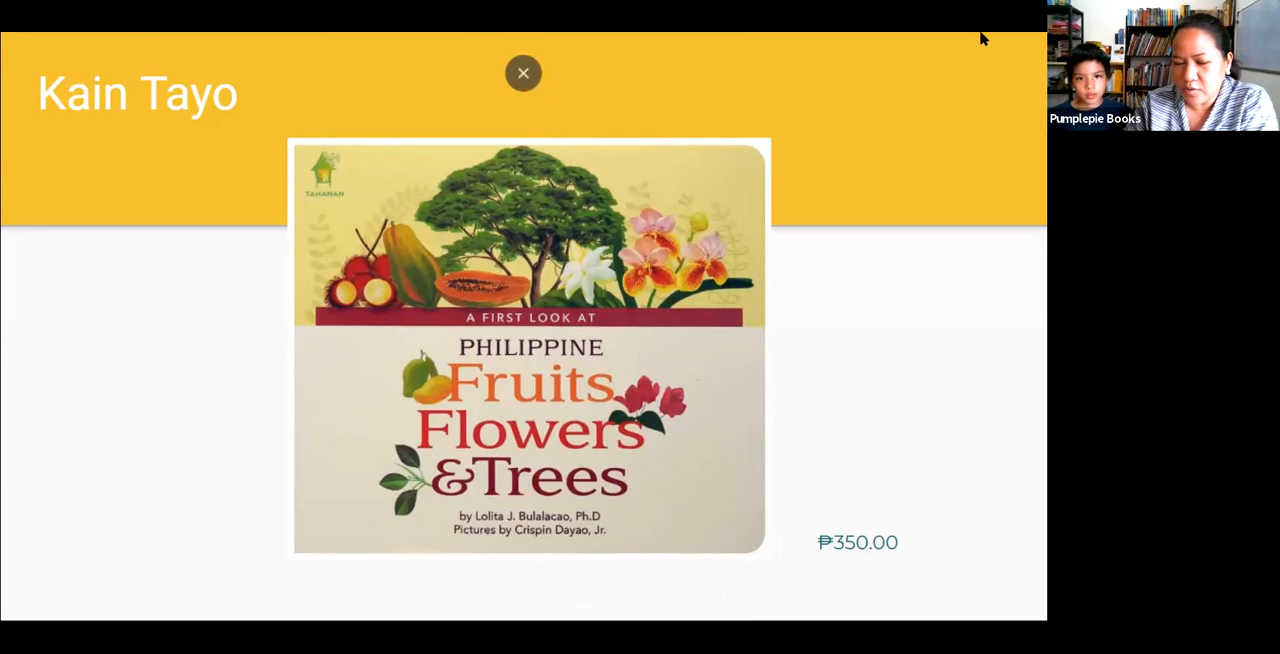 Kain Tayo
TAHANAN
A FIRST LOOK AT
PHILIPPINE
Fruits
Flowers
&Trees
by Lolita J. Bulalacao, Ph.D
Pictures by Crispin Dayao, Jr.
₱350.00
Pumplepie Books